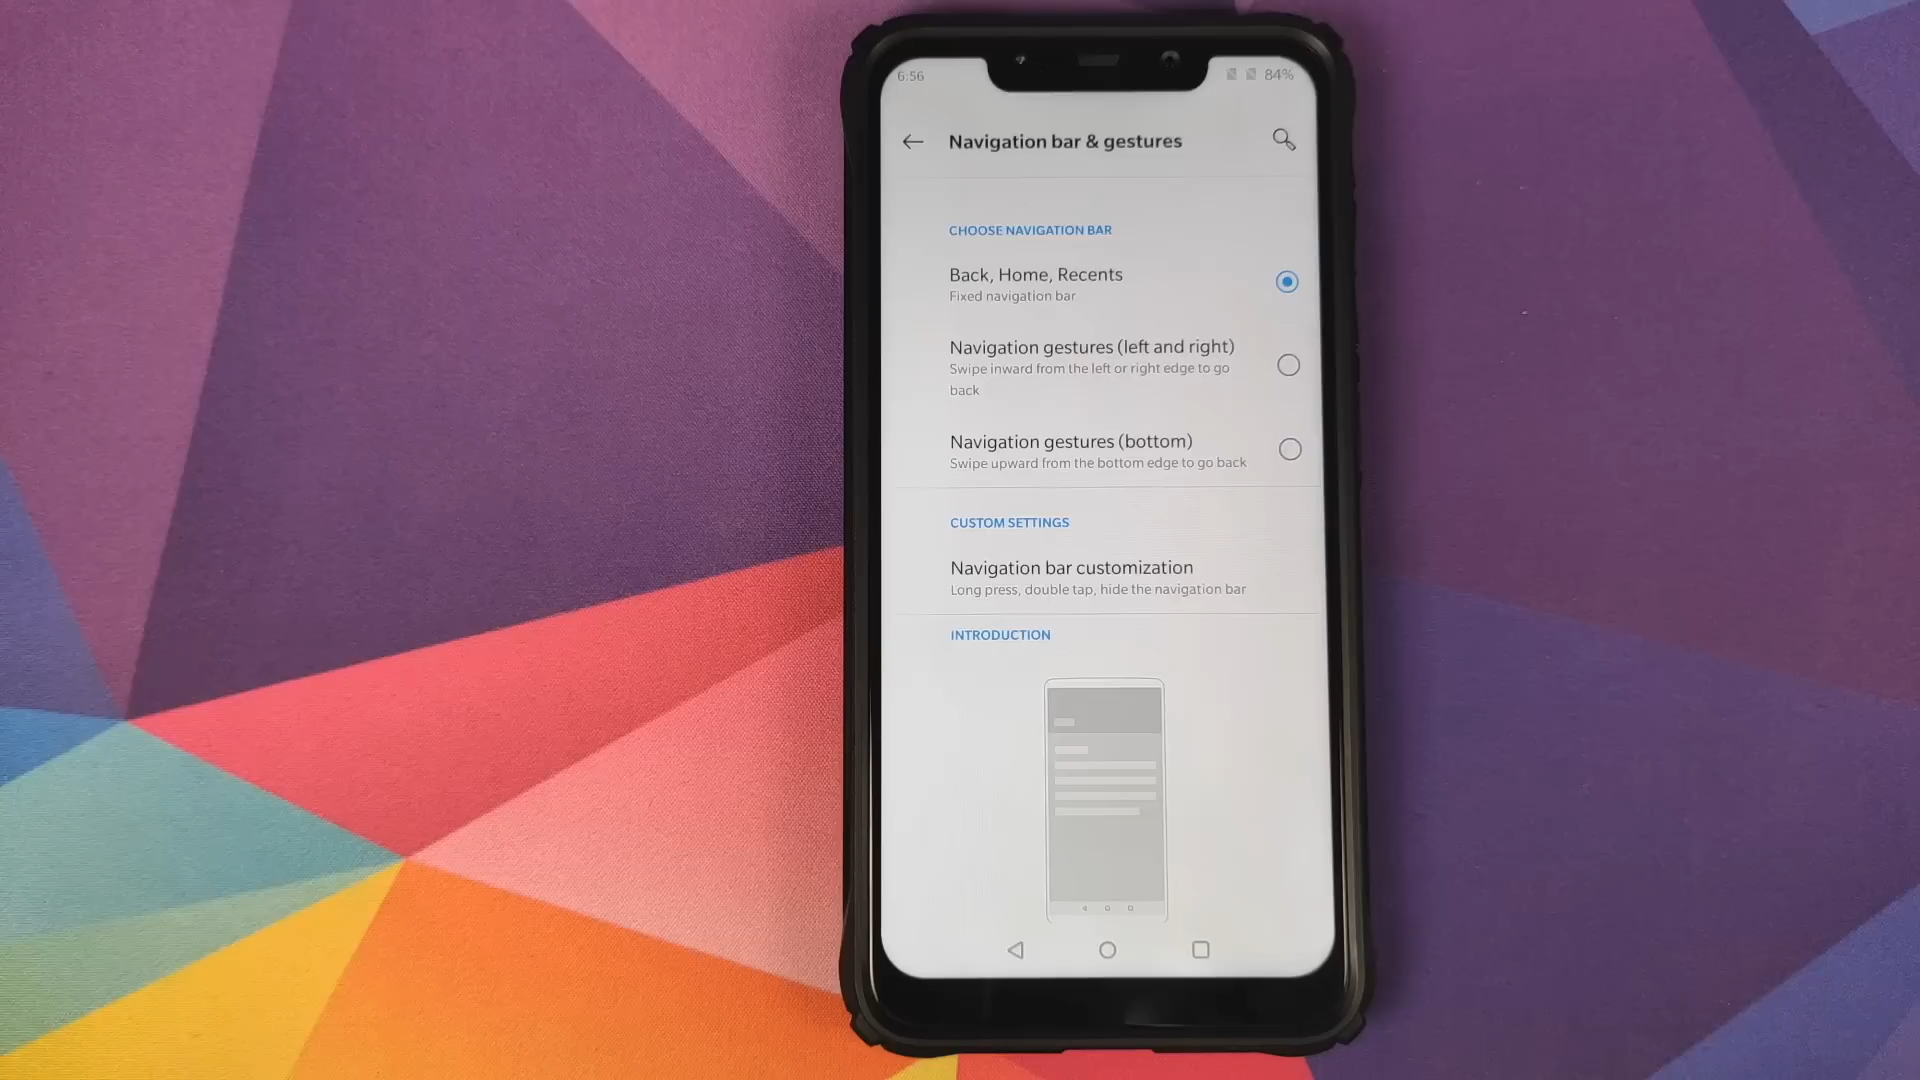 6:56
84%
Navigation bar & gestures
CHOOSE NAVIGATION BAR
Back, Home, Recents
Fixed navigation bar
Navigation gestures (left and right)
Swipe inward from the left or right edge to go
back
Navigation gestures (bottom)
Swipe upward from the bottom edge to go back
CUSTOM SETTINGS
Navigation bar customization
Long press, double tap, hide the navigation bar
INTRODUCTION